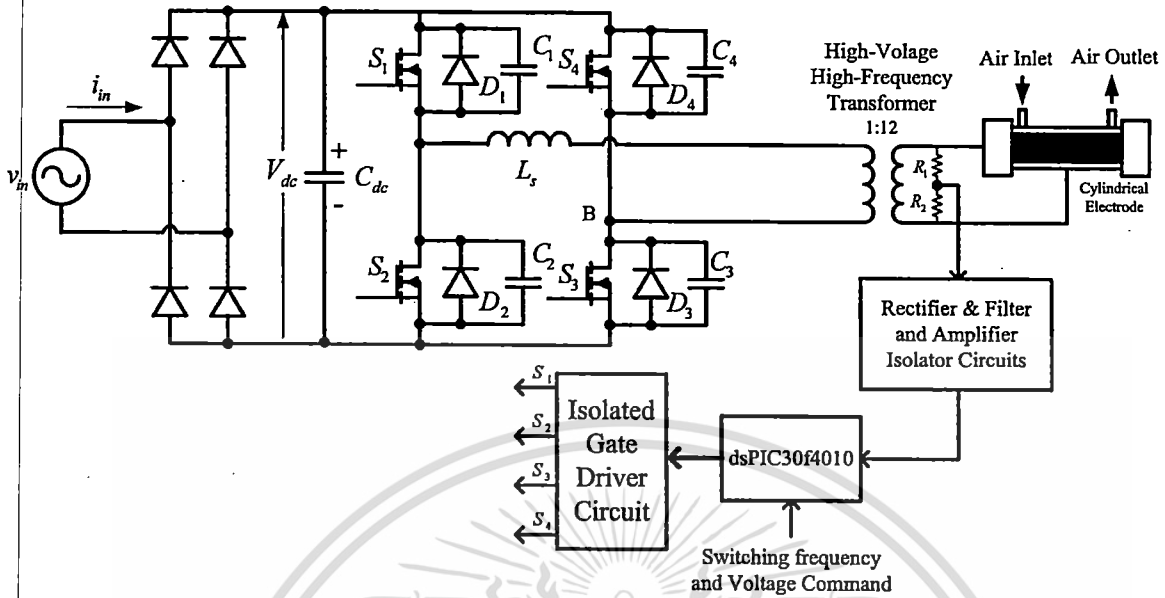 i_in
v_in
V_dc
+
-
C_dc
S_1
D_1
C_1
S_4
D_4
C_4
L_s
B
S_2
D_2
C_2
S_3
D_3
C_3
High-Volage
High-Frequency
Transformer
1:12
Air Inlet
Air Outlet
R_1
R_2
Cylindrical
Electrode
Rectifier & Filter
and Amplifier
Isolator Circuits
dsPIC30f4010
Switching frequency
and Voltage Command
Isolated
Gate
Driver
Circuit
S_1
S_2
S_3
S_4